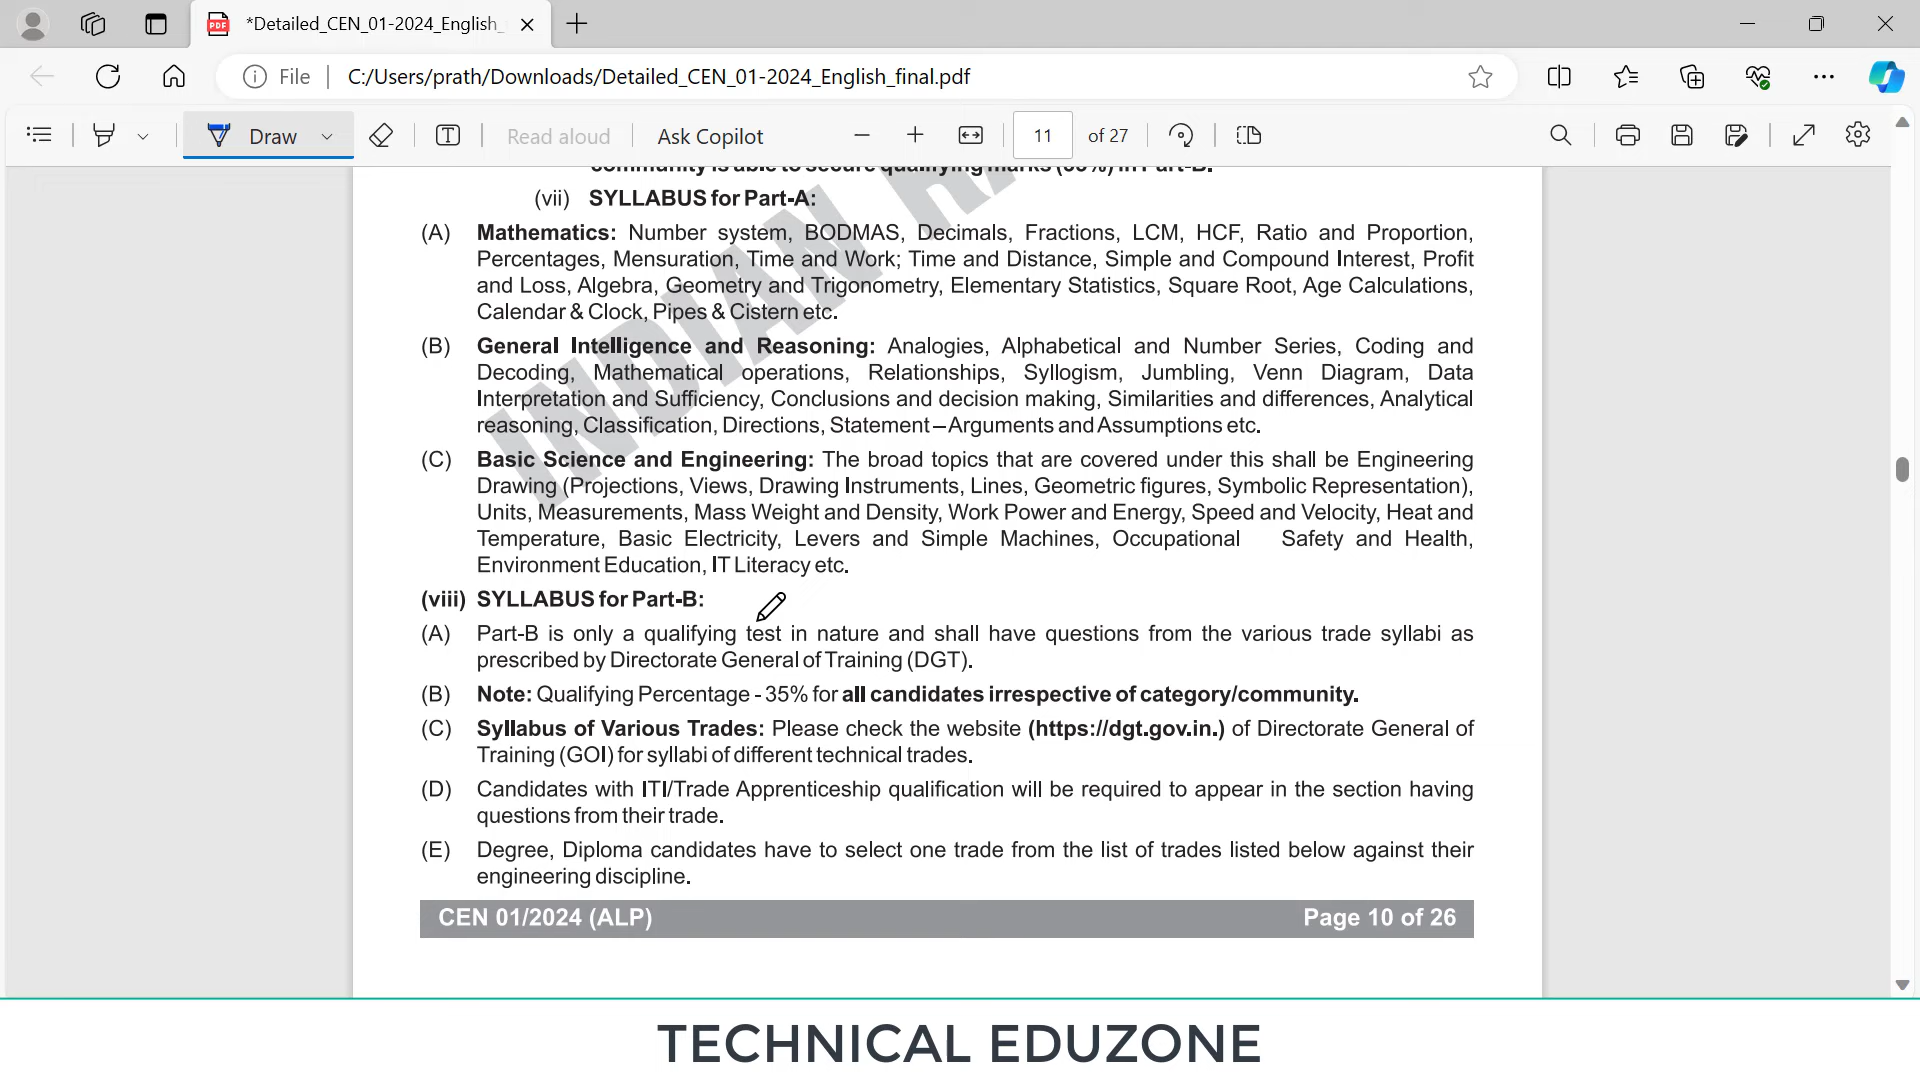 *Detailed_CEN_01-2024_English_
File
C:/Users/prath/Downloads/Detailed_CEN_01-2024_English_final.pdf
Draw
Read aloud
Ask Copilot
11
of 27
community is able to secure qualifying marks (35%) in Part-B.
(vii) SYLLABUS for Part-A:
(A) Mathematics: Number system, BODMAS, Decimals, Fractions, LCM, HCF, Ratio and Proportion,
Percentages, Mensuration, Time and Work; Time and Distance, Simple and Compound Interest, Profit
and Loss, Algebra, Geometry and Trigonometry, Elementary Statistics, Square Root, Age Calculations,
Calendar & Clock, Pipes & Cistern etc.
(B) General Intelligence and Reasoning: Analogies, Alphabetical and Number Series, Coding and
Decoding, Mathematical operations, Relationships, Syllogism, Jumbling, Venn Diagram, Data
Interpretation and Sufficiency, Conclusions and decision making, Similarities and differences, Analytical
reasoning, Classification, Directions, Statement – Arguments and Assumptions etc.
(C) Basic Science and Engineering: The broad topics that are covered under this shall be Engineering
Drawing (Projections, Views, Drawing Instruments, Lines, Geometric figures, Symbolic Representation),
Units, Measurements, Mass Weight and Density, Work Power and Energy, Speed and Velocity, Heat and
Temperature, Basic Electricity, Levers and Simple Machines, Occupational Safety and Health,
Environment Education, IT Literacy etc.
(viii) SYLLABUS for Part-B:
(A) Part-B is only a qualifying test in nature and shall have questions from the various trade syllabi as
prescribed by Directorate General of Training (DGT).
(B) Note: Qualifying Percentage - 35% for all candidates irrespective of category/community.
(C) Syllabus of Various Trades: Please check the website (https://dgt.gov.in.) of Directorate General of
Training (GOI) for syllabi of different technical trades.
(D) Candidates with ITI/Trade Apprenticeship qualification will be required to appear in the section having
questions from their trade.
(E) Degree, Diploma candidates have to select one trade from the list of trades listed below against their
engineering discipline.
INDIAN RA
CEN 01/2024 (ALP)
Page 10 of 26
TECHNICAL EDUZONE